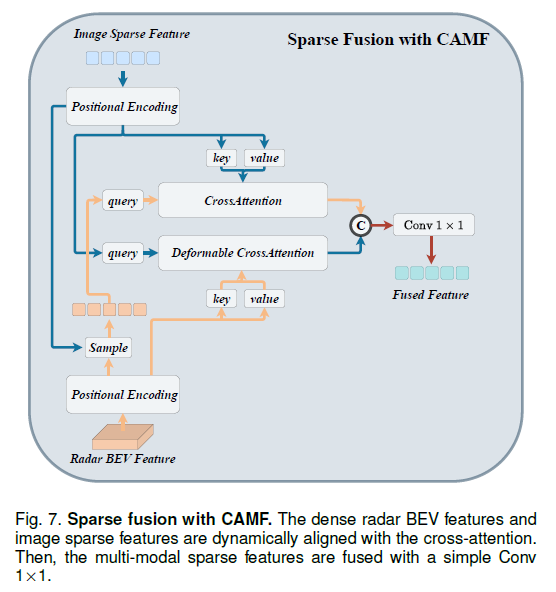 Image Sparse Feature
Sparse Fusion with CAMF
Positional Encoding
key value
query CrossAttention
C Conv 1 × 1
query Deformable CrossAttention
key value
Fused Feature
Sample
Positional Encoding
Radar BEV Feature
Fig. 7. Sparse fusion with CAMF. The dense radar BEV features and
image sparse features are dynamically aligned with the cross-attention.
Then, the multi-modal sparse features are fused with a simple Conv
1×1.